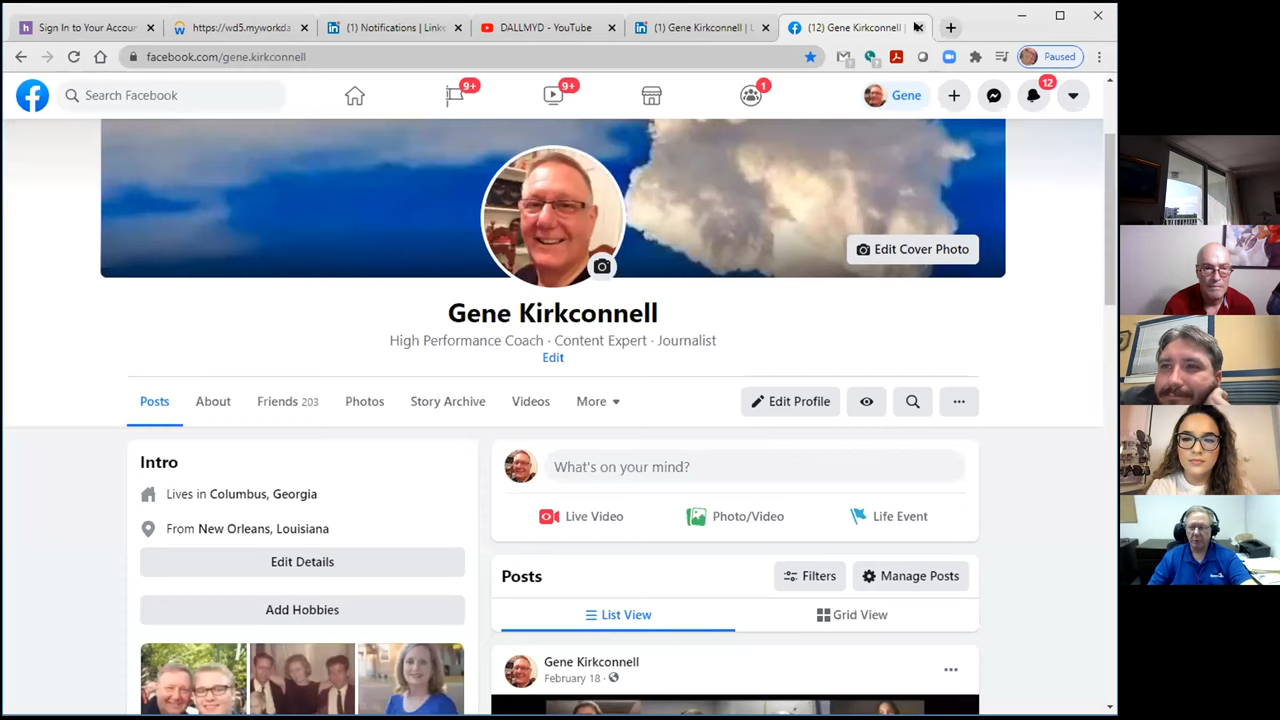 Sign In to Your Accour
https://wd5.myworkda
(1) Notifications | Linke
DALLMYD - YouTube
(1) Gene Kirkconnell | L
(12) Gene Kirkconnell |
facebook.com/gene.kirkconnell
Paused
Search Facebook
9+
9+
1
Gene
12
Edit Cover Photo
Gene Kirkconnell
High Performance Coach · Content Expert · Journalist
Edit
Posts
About
Friends 203
Photos
Story Archive
Videos
More
Edit Profile
Intro
Lives in Columbus, Georgia
From New Orleans, Louisiana
Edit Details
Add Hobbies
What's on your mind?
Live Video
Photo/Video
Life Event
Posts
Filters
Manage Posts
List View
Grid View
Gene Kirkconnell
February 18 ·